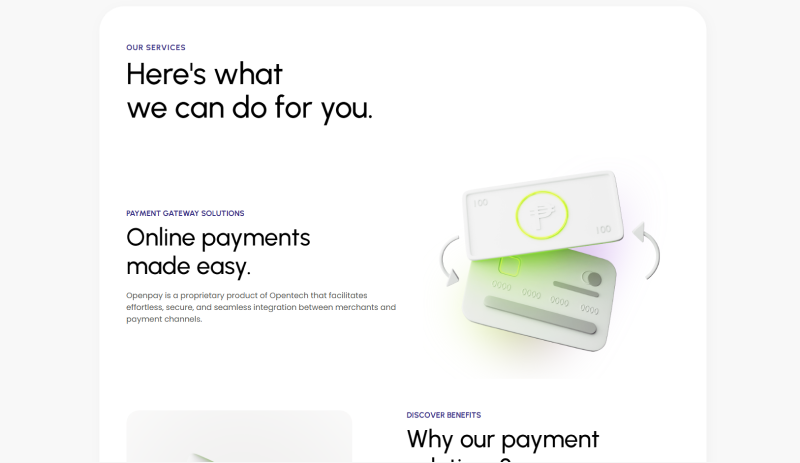 OUR SERVICES
Here's what
we can do for you.
PAYMENT GATEWAY SOLUTIONS
Online payments
made easy.
Openpay is a proprietary product of Opentech that facilitates
effortless, secure, and seamless integration between merchants and
payment channels.
100
100
0000 0000 0000 0000
DISCOVER BENEFITS
Why our payment